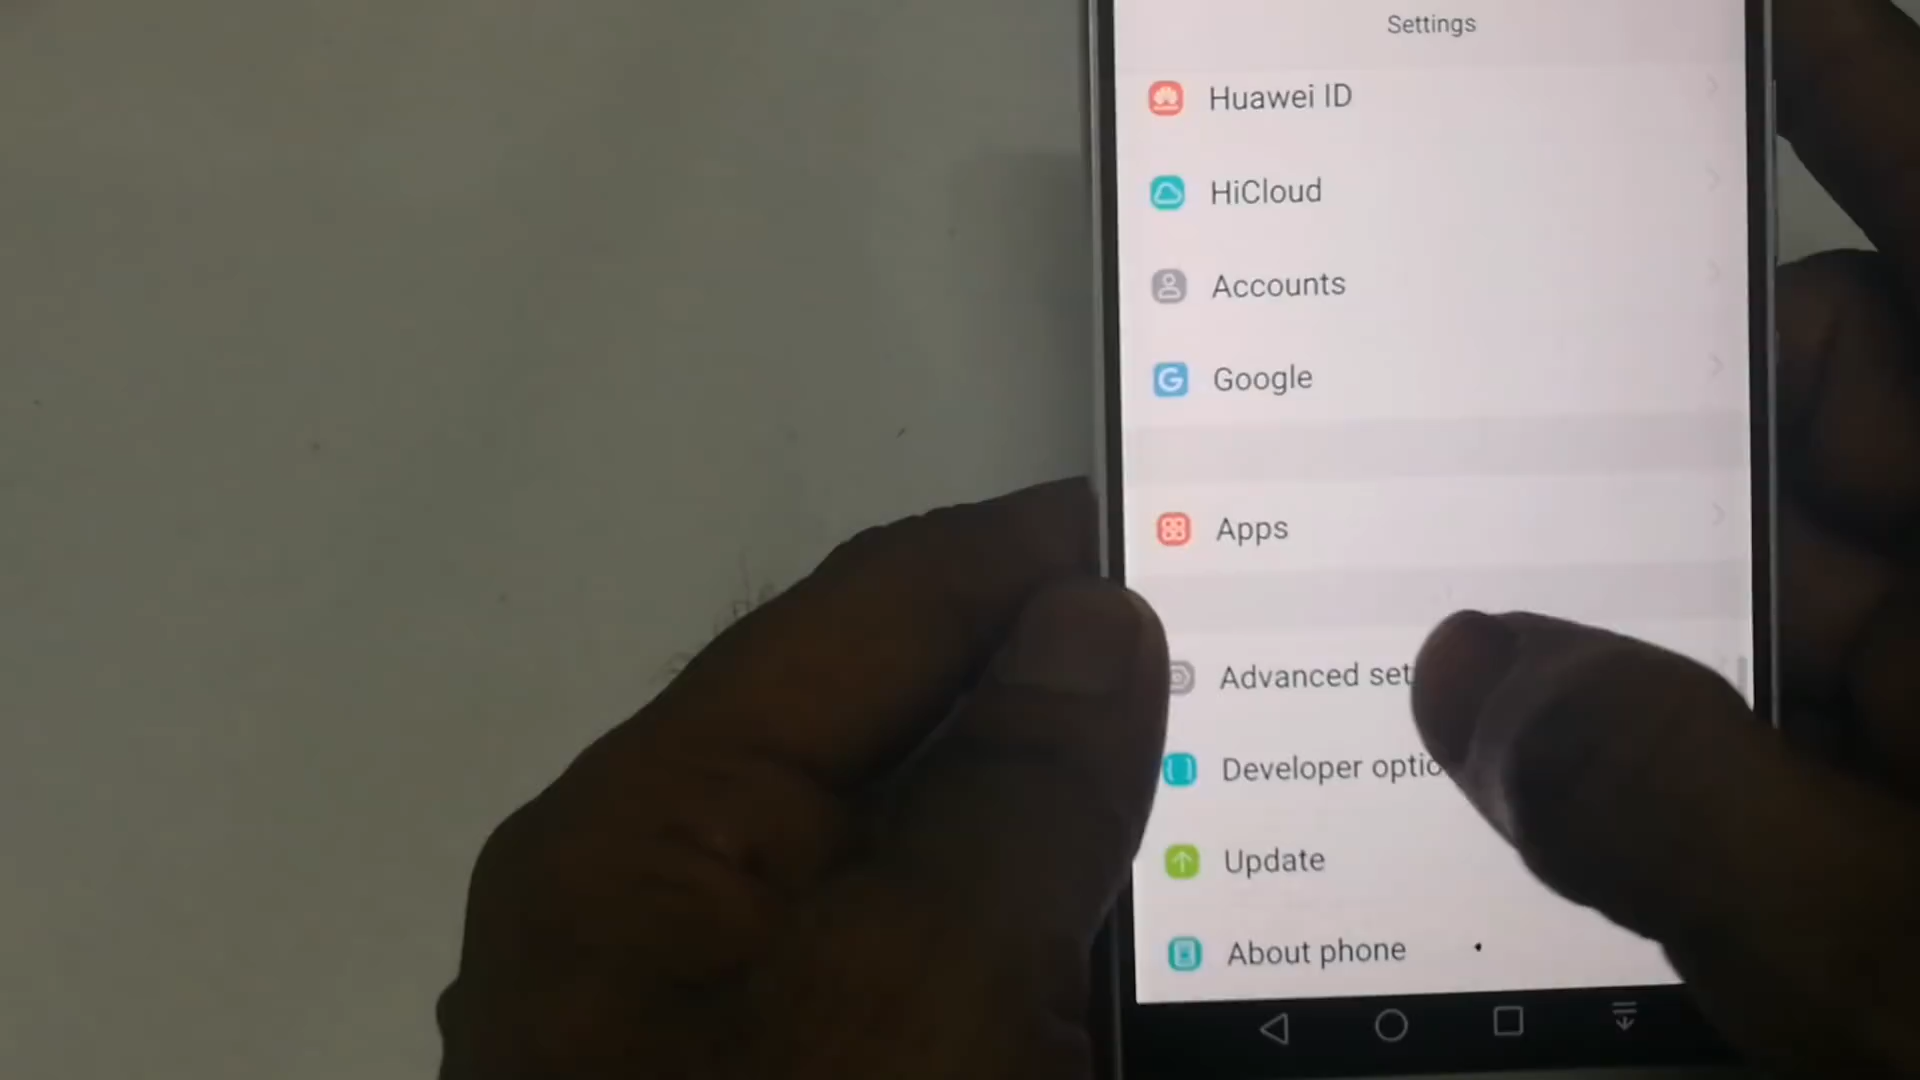 Settings
Huawei ID
HiCloud
Accounts
Google
Apps
Advanced set
Developer optio
Update
About phone